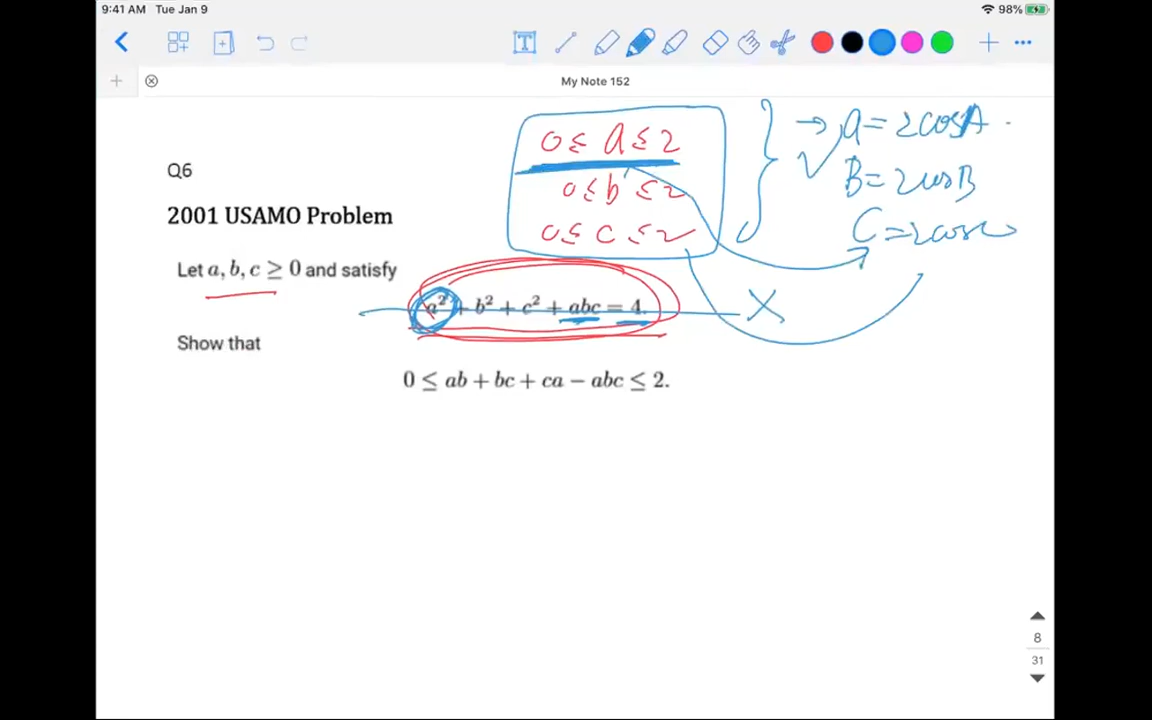 9:41 AM Tue Jan 9
98%
My Note 152
0 ≤ a ≤ 2
0 ≤ b ≤ 2
0 ≤ c ≤ 2
→ a = 2cosA
B = 2cosB
C = 2cosC
Q6
2001 USAMO Problem
Let a, b, c ≥ 0 and satisfy
a² + b² + c² + abc = 4.
Show that
0 ≤ ab + bc + ca − abc ≤ 2.
8
31